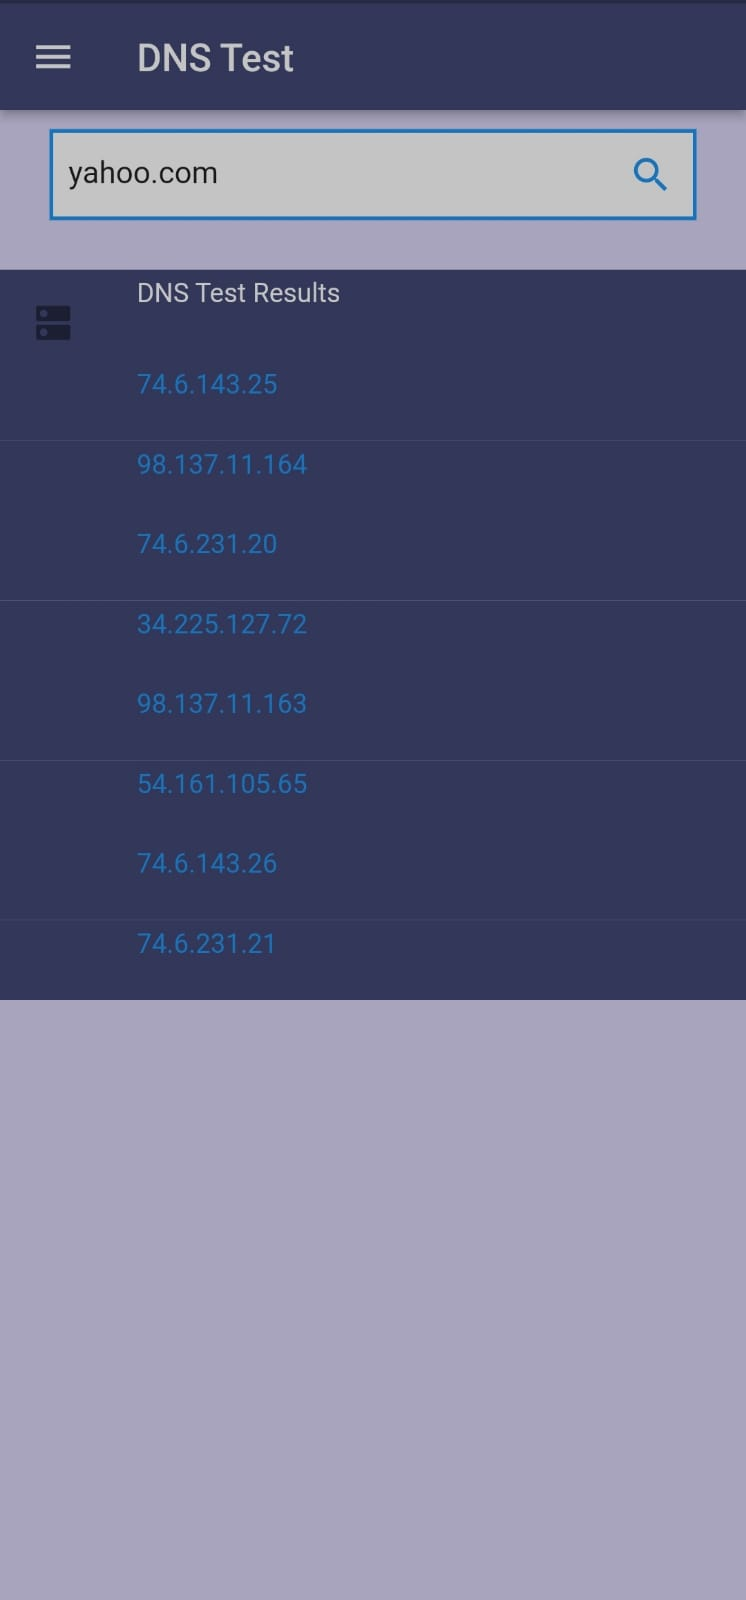 DNS Test
yahoo.com
DNS Test Results
74.6.143.25
98.137.11.164
74.6.231.20
34.225.127.72
98.137.11.163
54.161.105.65
74.6.143.26
74.6.231.21